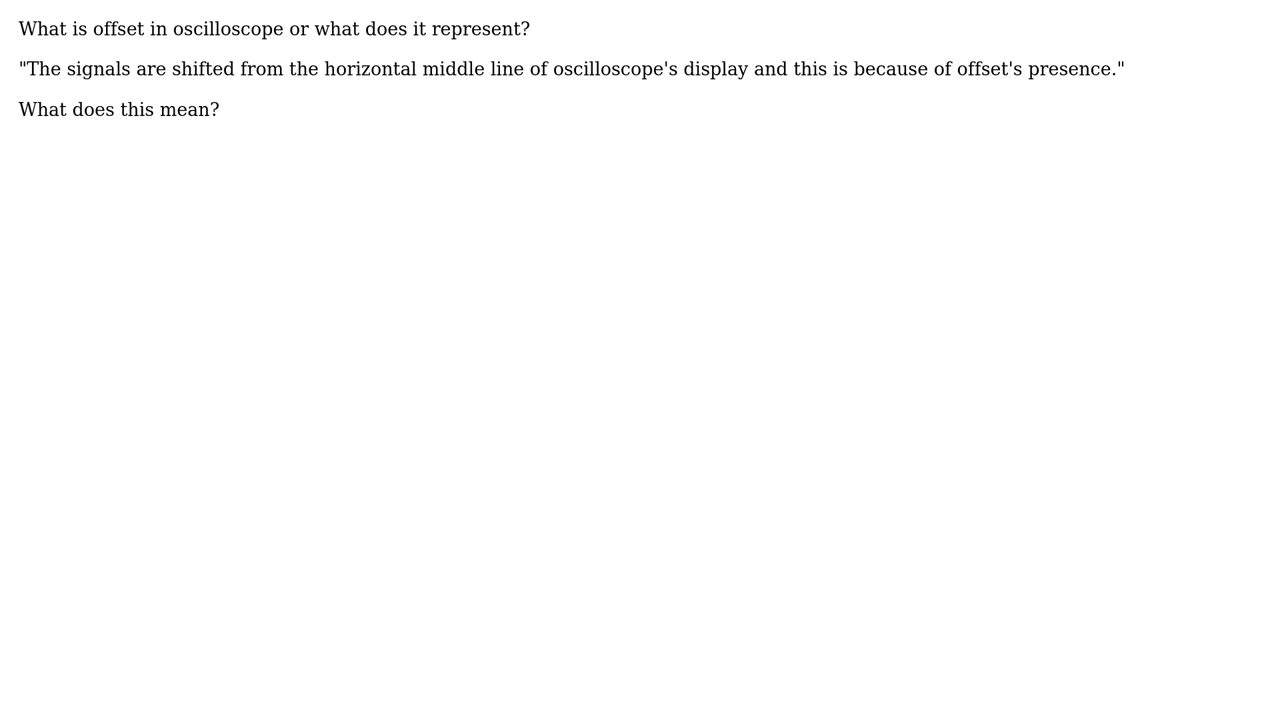 What is offset in oscilloscope or what does it represent?
"The signals are shifted from the horizontal middle line of oscilloscope's display and this is because of offset's presence."
What does this mean?